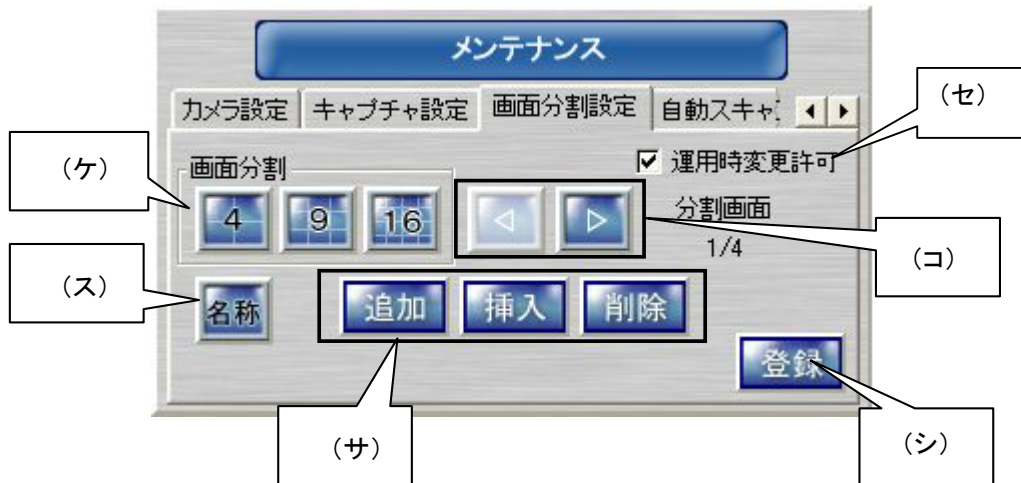 メンテナンス
カメラ設定 キャプチャ設定 画面分割設定 自動スキャ
(セ)
運用時変更許可
(ケ)
画面分割
4 9 16
分割画面
1/4
(コ)
(ス)
名称 追加 挿入 削除
登録
(サ)
(シ)